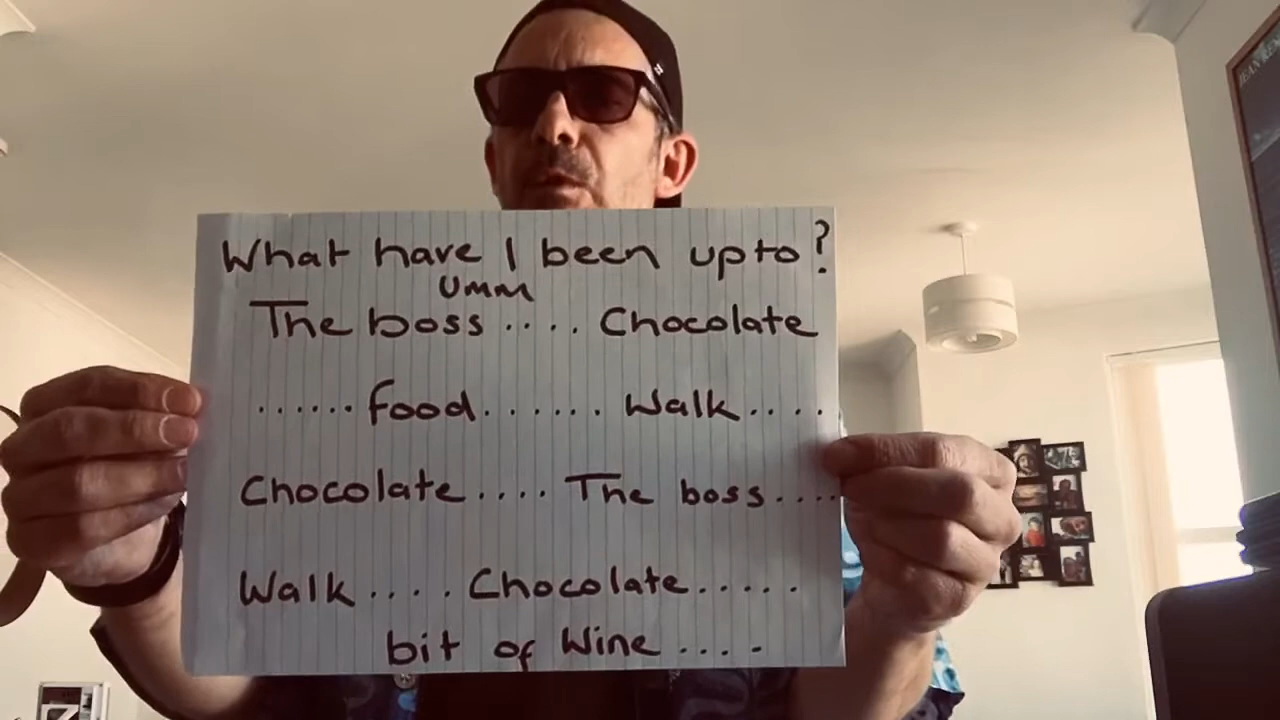 What have I been upto?
Umm
The boss .... Chocolate
...... food ...... Walk ....
Chocolate .... The boss ....
Walk .... Chocolate .....
bit of Wine ....